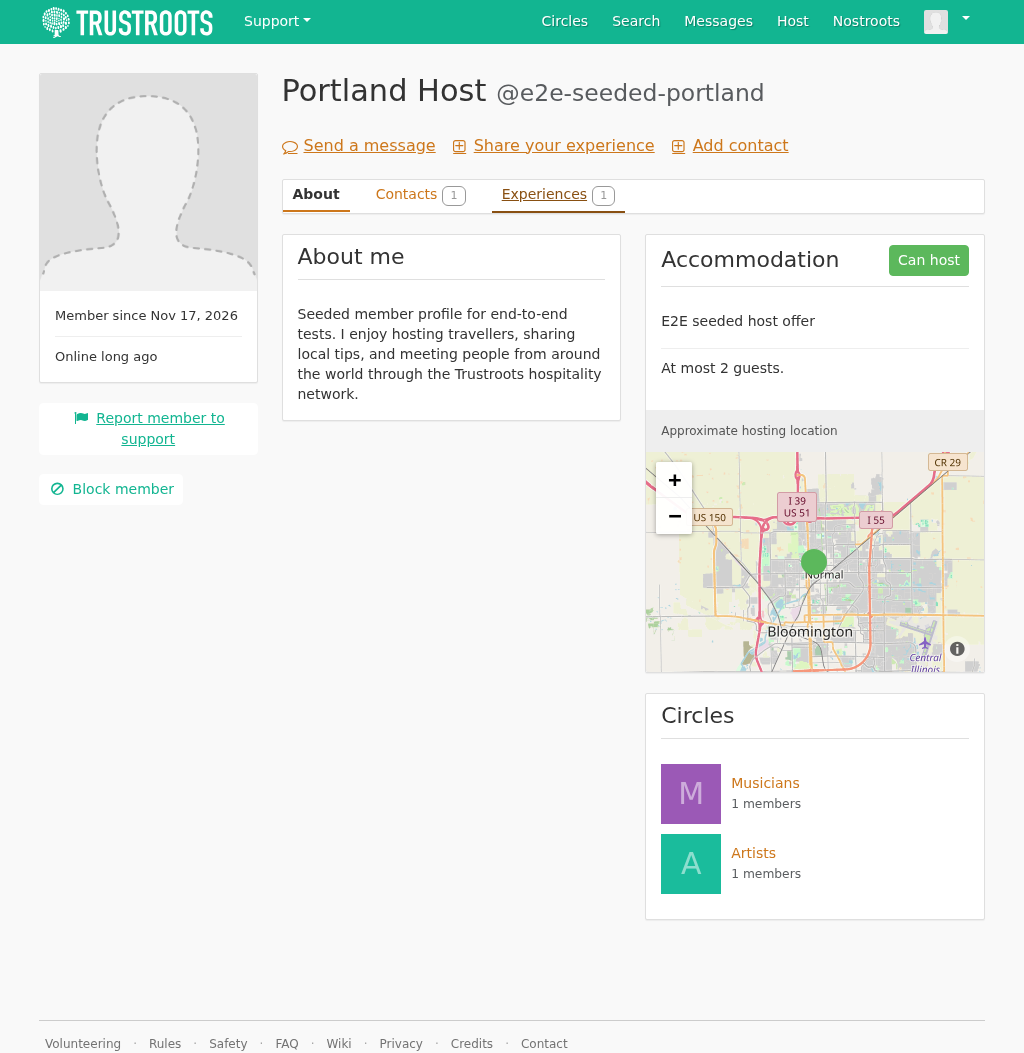 TRUSTROOTS Support Circles Search Messages Host Nostroots
Portland Host @e2e-seeded-portland
Send a message Share your experience Add contact
About Contacts 1 Experiences 1
Member since Nov 17, 2026
Online long ago
Report member to
support
Block member
About me
Seeded member profile for end-to-end
tests. I enjoy hosting travellers, sharing
local tips, and meeting people from around
the world through the Trustroots hospitality
network.
Accommodation Can host
E2E seeded host offer
At most 2 guests.
Approximate hosting location
+
−
CR 29
I 39
US 51
US 150
I 55
Normal
Bloomington
Central
Illinois
Circles
M Musicians
1 members
A Artists
1 members
Volunteering · Rules · Safety · FAQ · Wiki · Privacy · Credits · Contact